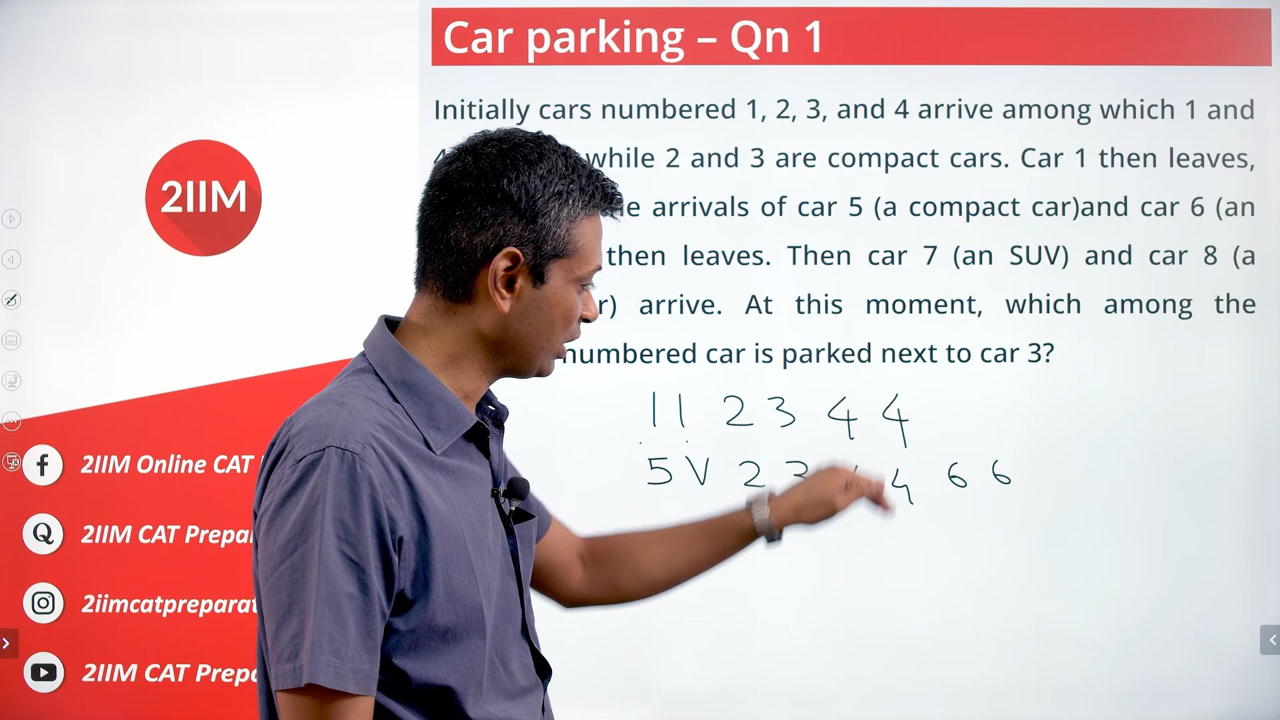 Car parking – Qn 1
Initially cars numbered 1, 2, 3, and 4 arrive among which 1 and
while 2 and 3 are compact cars. Car 1 then leaves,
arrivals of car 5 (a compact car)and car 6 (an
then leaves. Then car 7 (an SUV) and car 8 (a
arrive. At this moment, which among the
numbered car is parked next to car 3?
2IIM
1 1 2 3 4 4
5 V 2 3 4 6 6
2IIM Online CAT
2IIM CAT
2IIM CAT